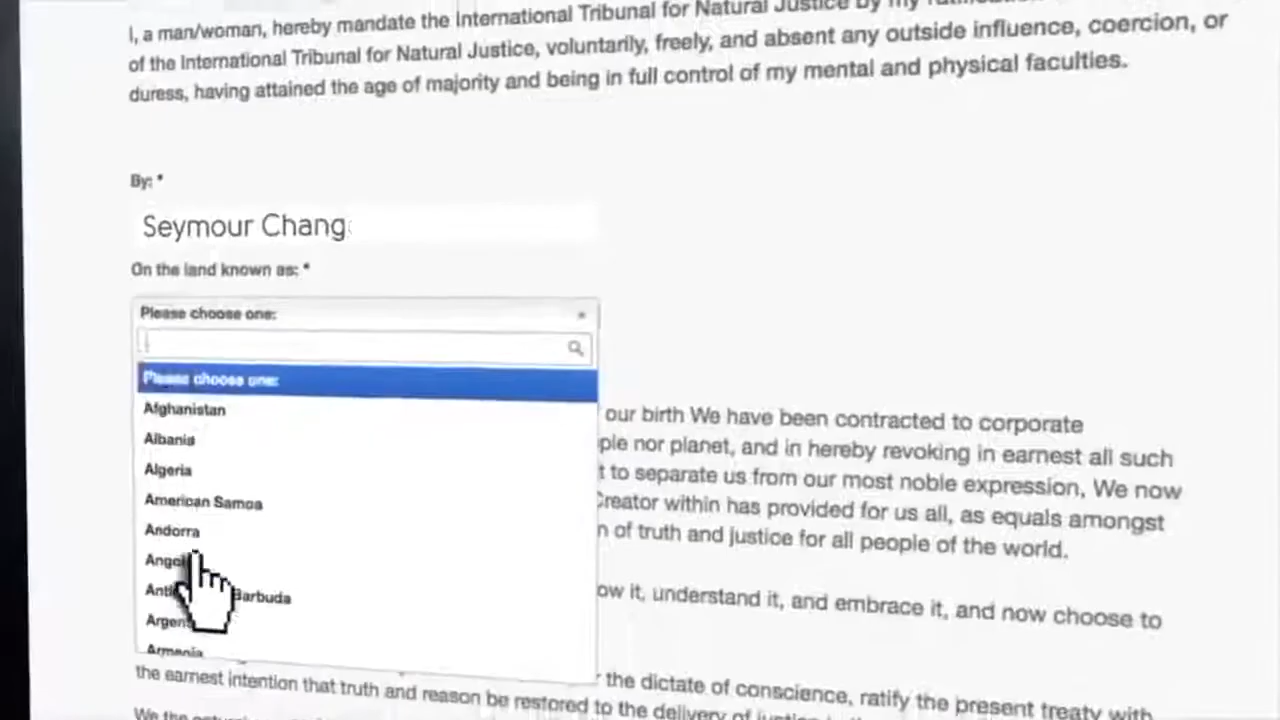 I, a man/woman, hereby mandate the International Tribunal for Natural Justice by my
of the International Tribunal for Natural Justice, voluntarily, freely, and absent any outside influence, coercion, or
duress, having attained the age of majority and being in full control of my mental and physical faculties.
By: *
Seymour Chang
On the land known as: *
Please choose one:
Please choose one:
Afghanistan
Albania
Algeria
American Samoa
Andorra
Ango
Anti Barbuda
Argen
Armenia
our birth We have been contracted to corporate
ple nor planet, and in hereby revoking in earnest all such
t to separate us from our most noble expression, We now
Creator within has provided for us all, as equals amongst
n of truth and justice for all people of the world.
ow it, understand it, and embrace it, and now choose to
the dictate of conscience, ratify the present treaty with
the earnest intention that truth and reason be restored to the delivery of justice
We the